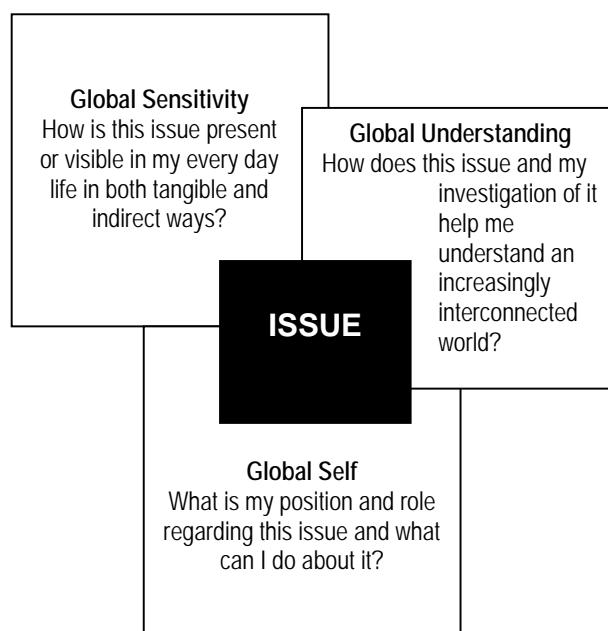 Global Sensitivity
How is this issue present
or visible in my every day
life in both tangible and
indirect ways?
Global Understanding
How does this issue and my
investigation of it
help me
understand an
increasingly
interconnected
world?
ISSUE
Global Self
What is my position and role
regarding this issue and what
can I do about it?